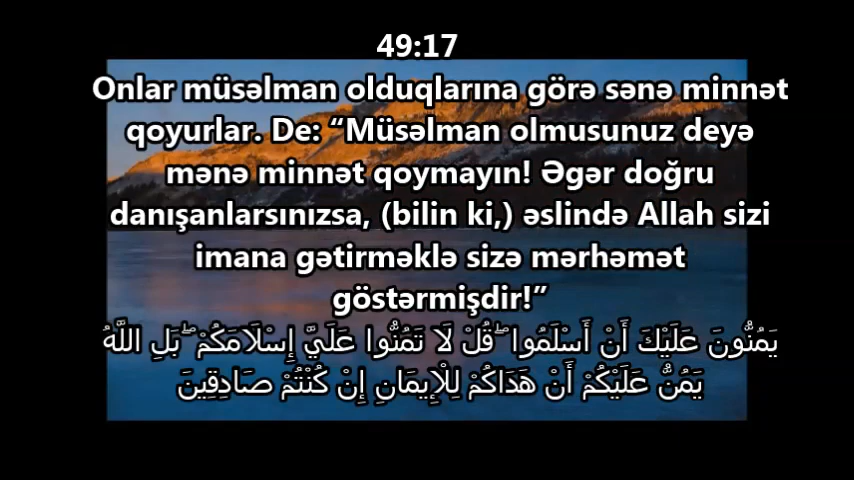 49:17
Onlar müsəlman olduqlarına görə sənə minnət
qoyurlar. De: “Müsəlman olmusunuz deyə
mənə minnət qoymayın! Əgər doğru
danışanlarsınızsa, (bilin ki,) əslində Allah sizi
imana gətirməklə sizə mərhəmət
göstərmişdir!”
يَمُنُّونَ عَلَيْكَ أَنْ أَسْلَمُوا ۖ قُلْ لَا تَمُنُّوا عَلَيَّ إِسْلَامَكُمْ ۖ بَلِ اللَّهُ
يَمُنُّ عَلَيْكُمْ أَنْ هَدَاكُمْ لِلْإِيمَانِ إِنْ كُنْتُمْ صَادِقِينَ